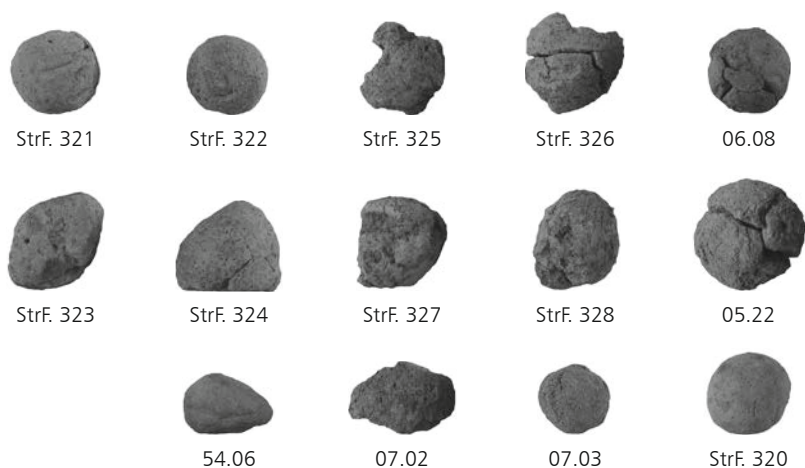 StrF. 321 StrF. 322 StrF. 325 StrF. 326 06.08
StrF. 323 StrF. 324 StrF. 327 StrF. 328 05.22
54.06 07.02 07.03 StrF. 320